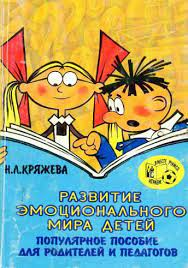 Н.Л.КРЯЖЕВА
РАЗВИТИЕ
ЭМОЦИОНАЛЬНОГО
МИРА ДЕТЕЙ
ПОПУЛЯРНОЕ ПОСОБИЕ
ДЛЯ РОДИТЕЛЕЙ И ПЕДАГОГОВ